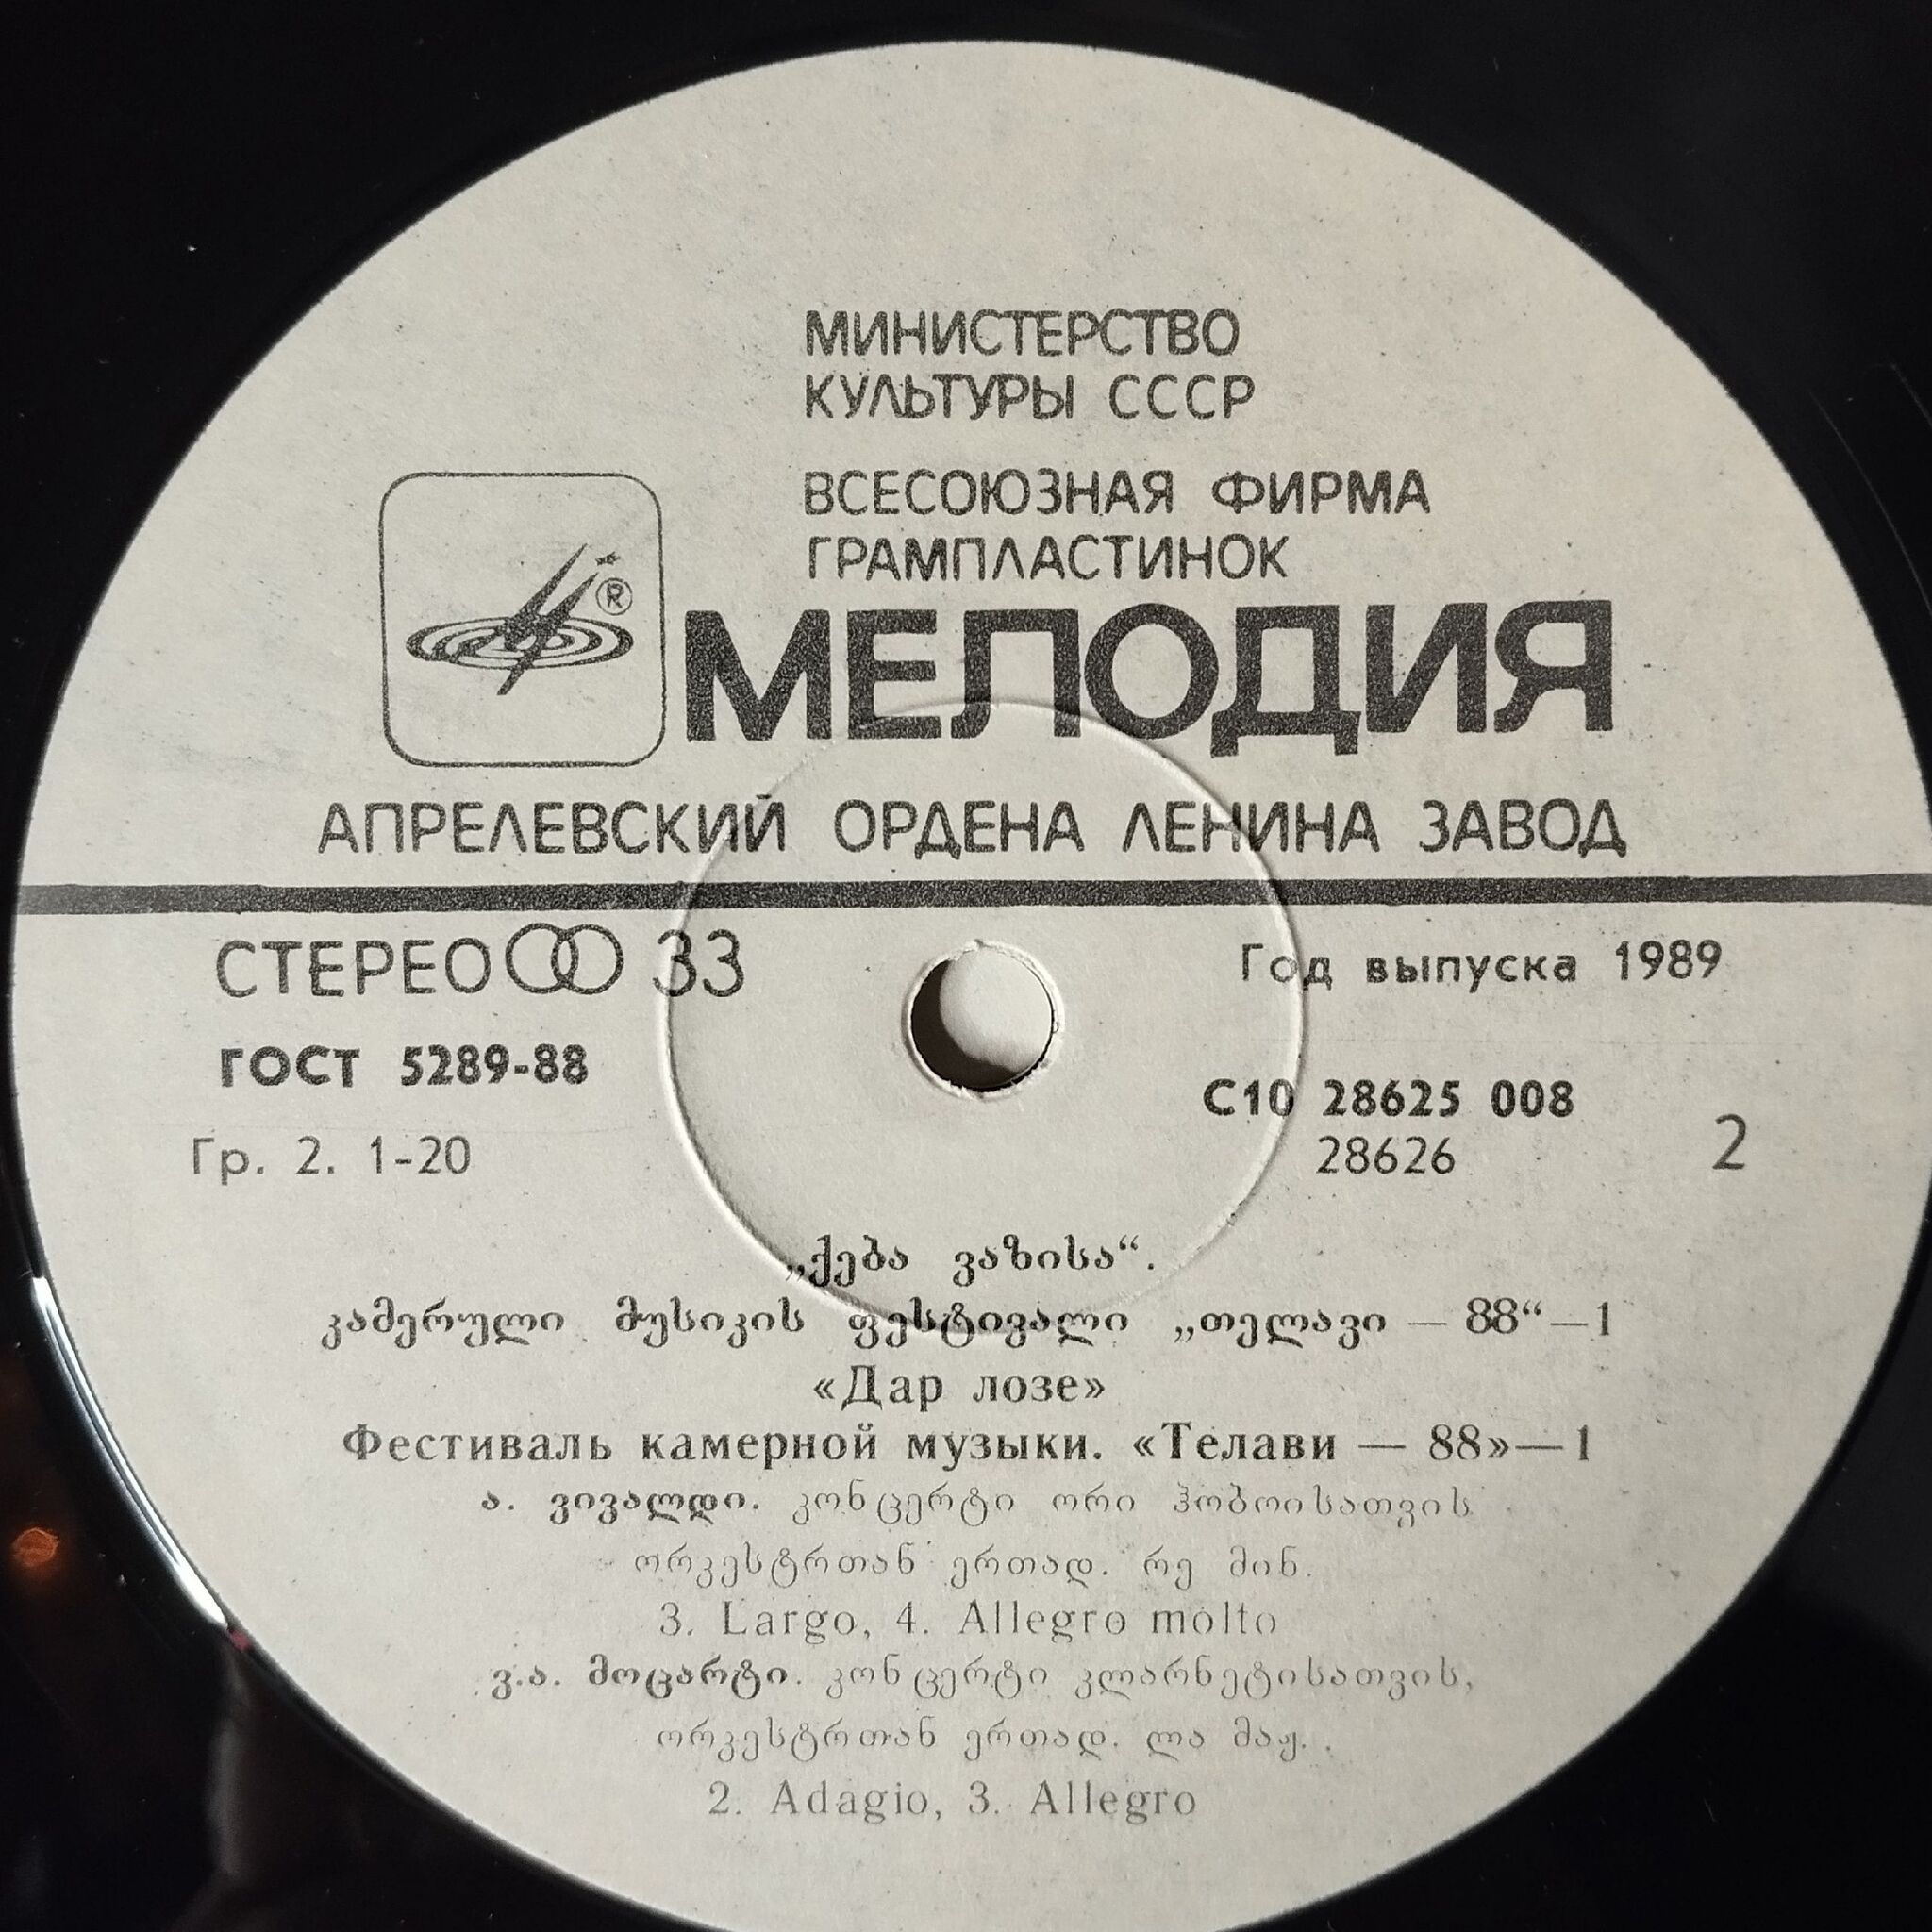 МИНИСТЕРСТВО
КУЛЬТУРЫ СССР
ВСЕСОЮЗНАЯ ФИРМА
ГРАМПЛАСТИНОК
®
МЕЛОДИЯ
АПРЕЛЕВСКИЙ ОРДЕНА ЛЕНИНА ЗАВОД
СТЕРЕО 33
Год выпуска 1989
ГОСТ 5289-88
С10 28625 008
Гр. 2. 1-20
28626
2
„ქება ვაზისა“.
კამერული მუსიკის ფესტივალი „თელავი — 88“—1
«Дар лозе»
Фестиваль камерной музыки. «Телави — 88»—1
ა. ვივალდი. კონცერტი ორი ჰობოისათვის
ორკესტრთან ერთად. რე მინ.
3. Largo, 4. Allegro molto
ვ.ა. მოცარტი. კონცერტი კლარნეტისათვის,
ორკესტრთან ერთად. ლა მაჟ.
2. Adagio, 3. Allegro